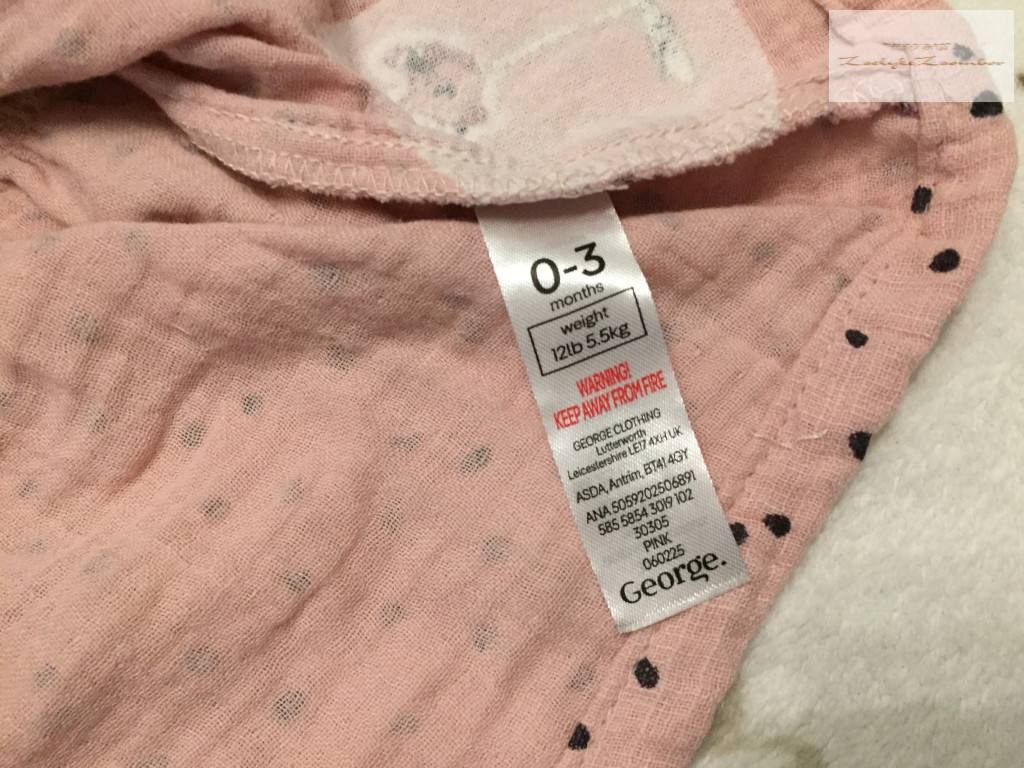 0-3
months
weight
12lb 5.5kg
WARNING!
KEEP AWAY FROM FIRE
GEORGE CLOTHING
Lutterworth
Leicestershire LE17 4XH UK
ASDA, Antrim, BT41 4GY
ANA 5059202506891
585 5854 3019 102
30305
PINK
060225
George.